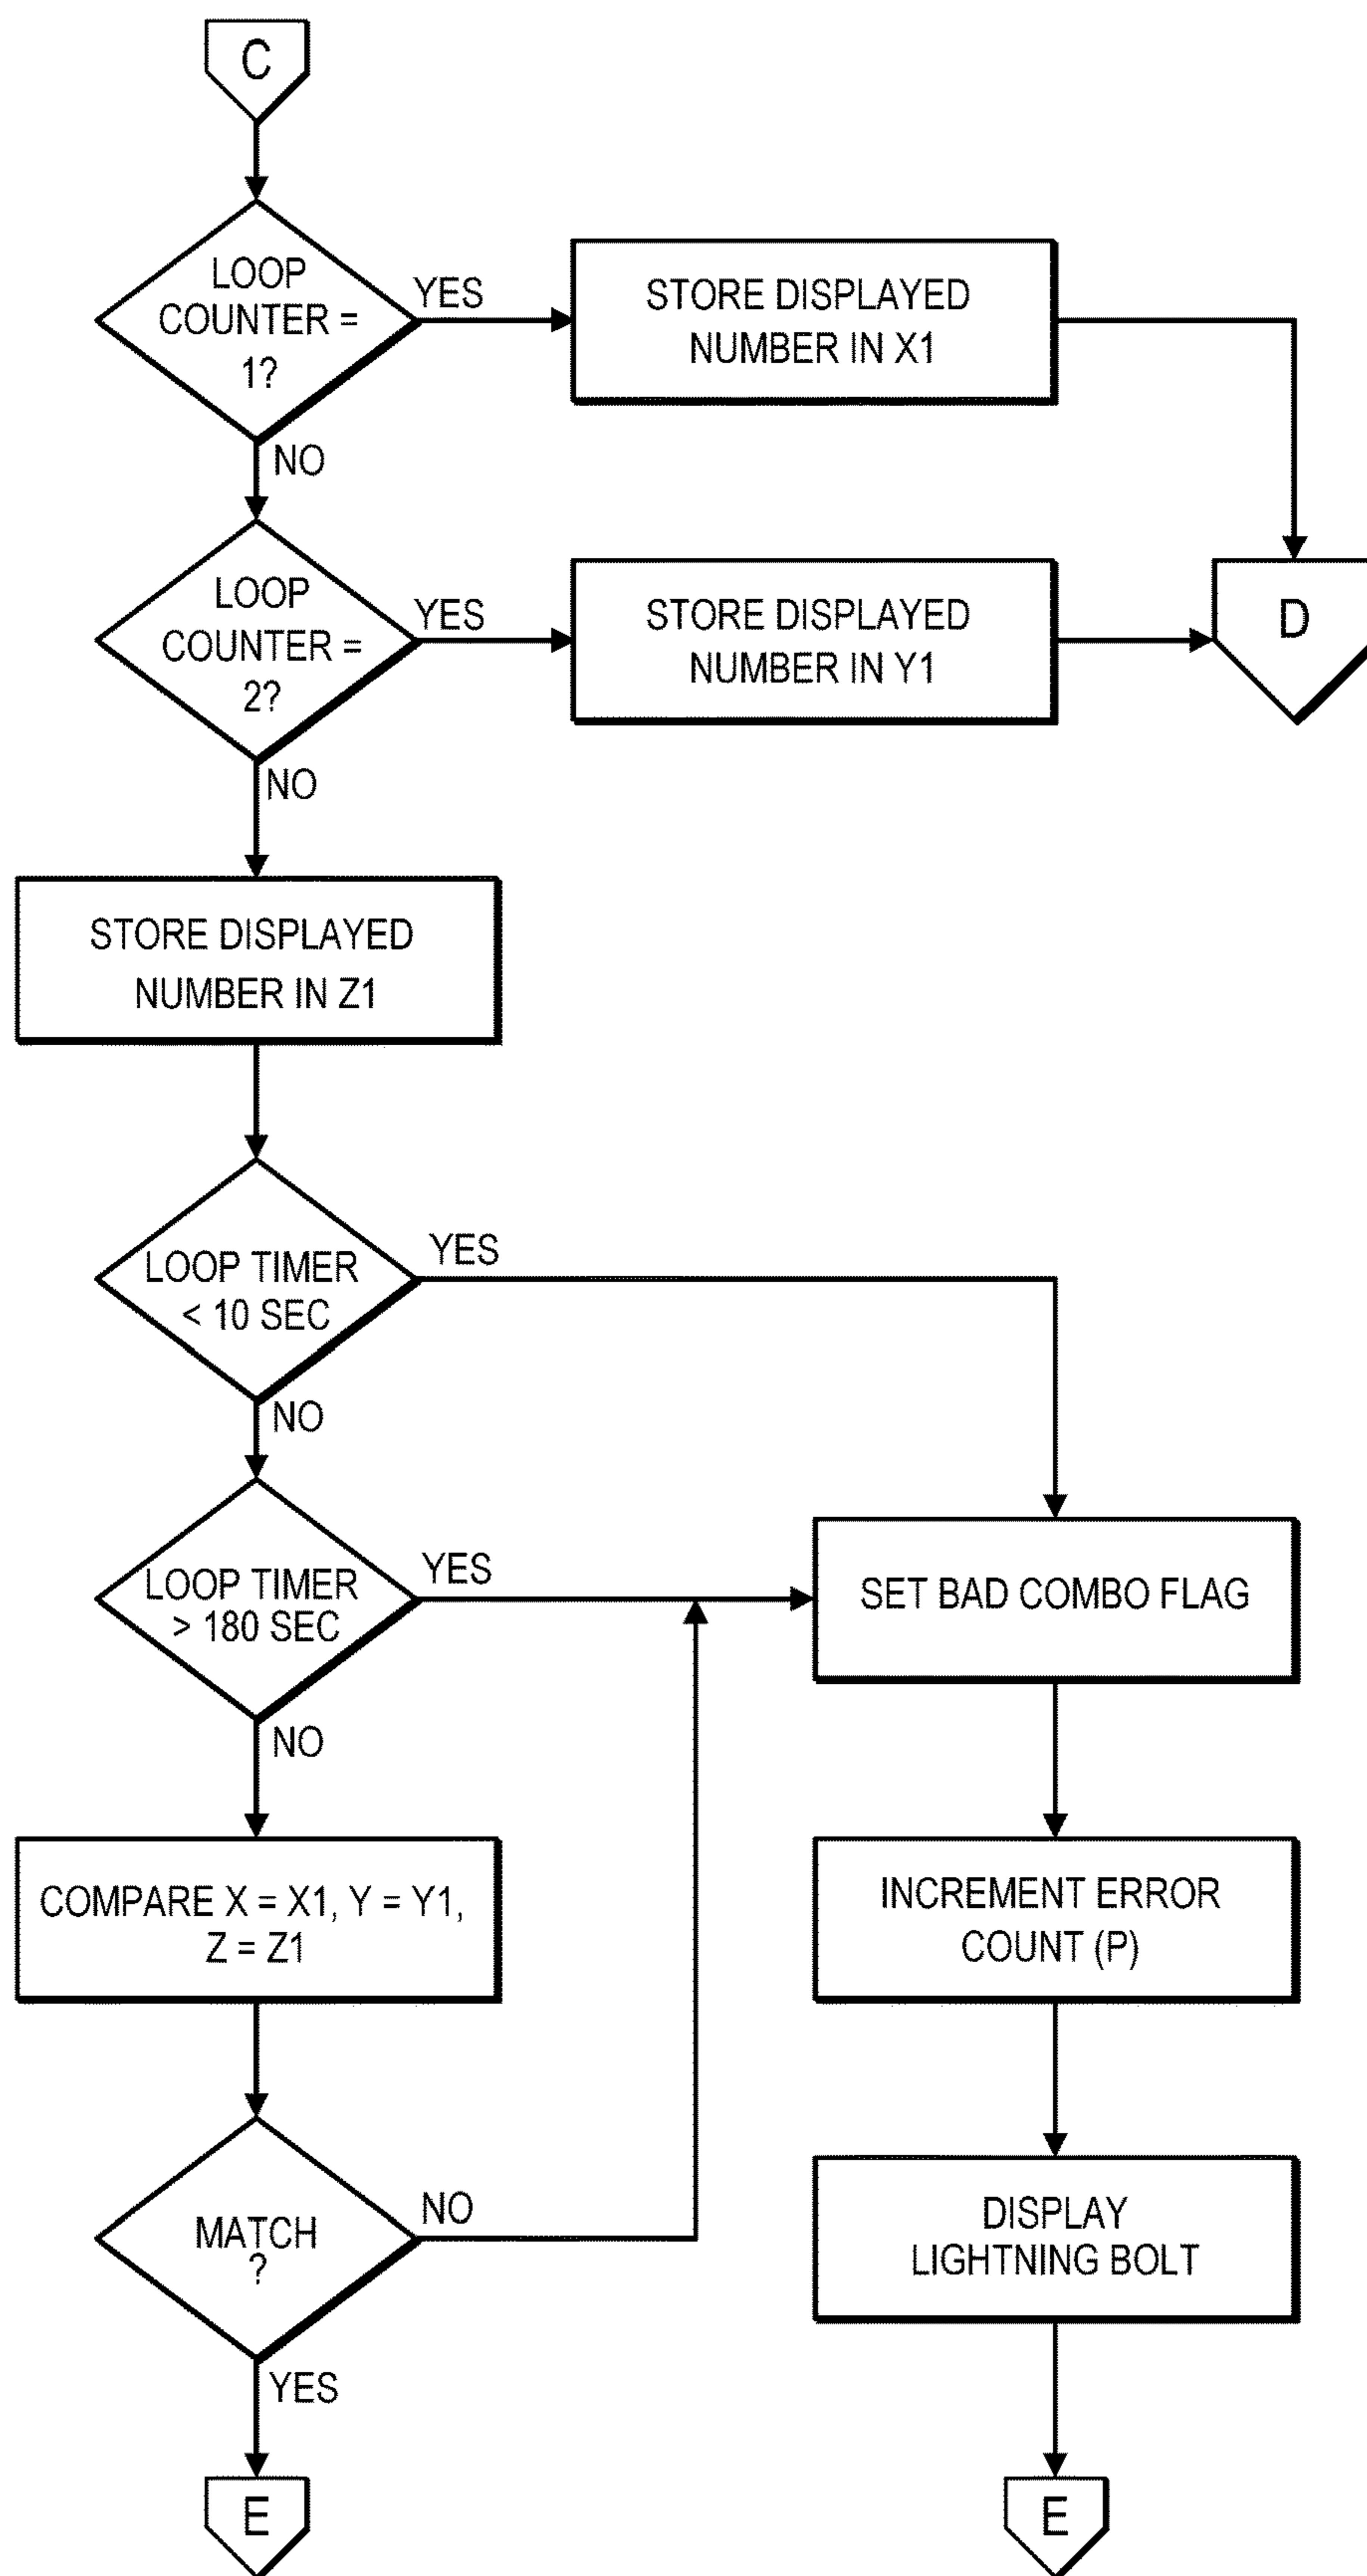 C
LOOP
COUNTER =
1?
YES
STORE DISPLAYED
NUMBER IN X1
NO
LOOP
COUNTER =
2?
YES
STORE DISPLAYED
NUMBER IN Y1
D
NO
STORE DISPLAYED
NUMBER IN Z1
LOOP TIMER
< 10 SEC
YES
NO
LOOP TIMER
> 180 SEC
YES
SET BAD COMBO FLAG
NO
COMPARE X = X1, Y = Y1,
Z = Z1
INCREMENT ERROR
COUNT (P)
MATCH
?
NO
DISPLAY
LIGHTNING BOLT
YES
E
E